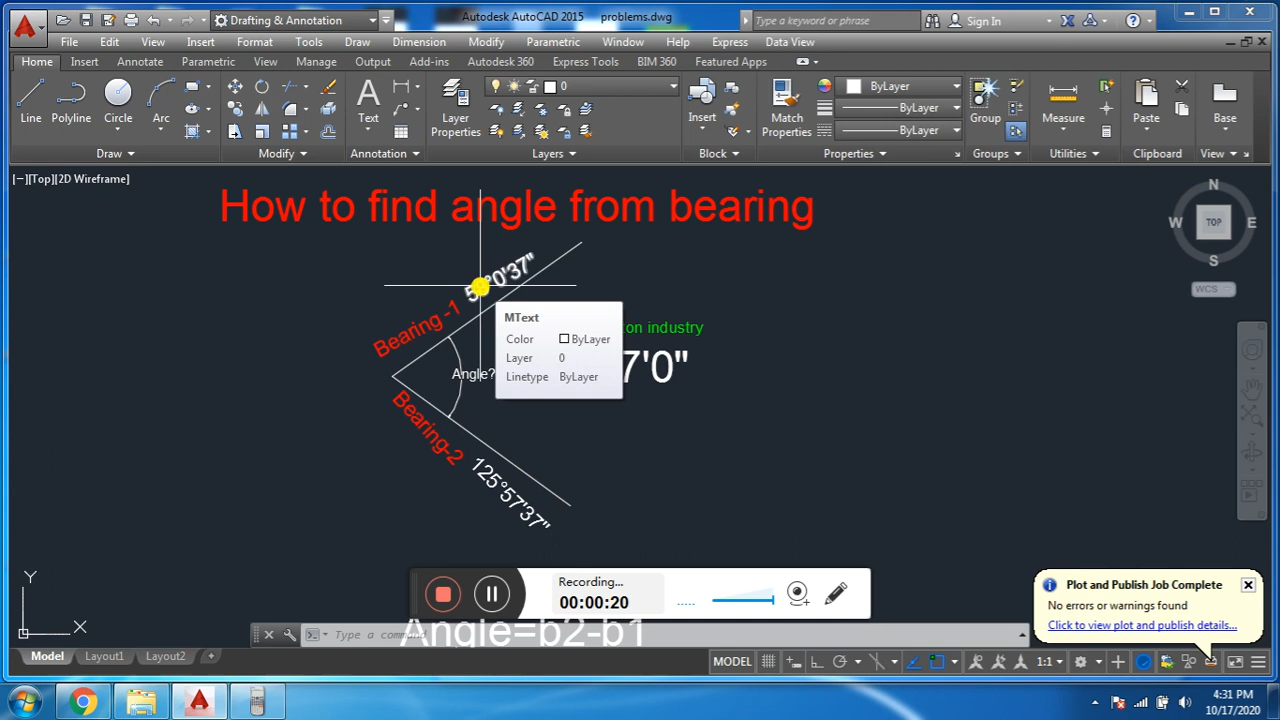 Drafting & Annotation
Autodesk AutoCAD 2015 problems.dwg
Type a keyword or phrase
Sign In
File Edit View Insert Format Tools Draw Dimension Modify Parametric Window Help Express Data View
Home Insert Annotate Parametric View Manage Output Add-ins Autodesk 360 Express Tools BIM 360 Featured Apps
Line Polyline Circle Arc
Text
Layer Properties
0
Insert
Match Properties
ByLayer
ByLayer
ByLayer
Group
Measure
Paste
Base
Draw Modify Annotation Layers Block Properties Groups Utilities Clipboard View
[−][Top][2D Wireframe]
How to find angle from bearing
N
W TOP E
S
WCS
°0'37"
Bearing -1
MText
Color ByLayer
Layer 0
Linetype ByLayer
on industry
7'0"
Angle?
Bearing-2
125°57'37"
Recording...
00:00:20
Angle=b2-b1
Type a command
Plot and Publish Job Complete
No errors or warnings found
Click to view plot and publish details...
Y
X
Model Layout1 Layout2 +
MODEL
1:1
4:31 PM
10/17/2020